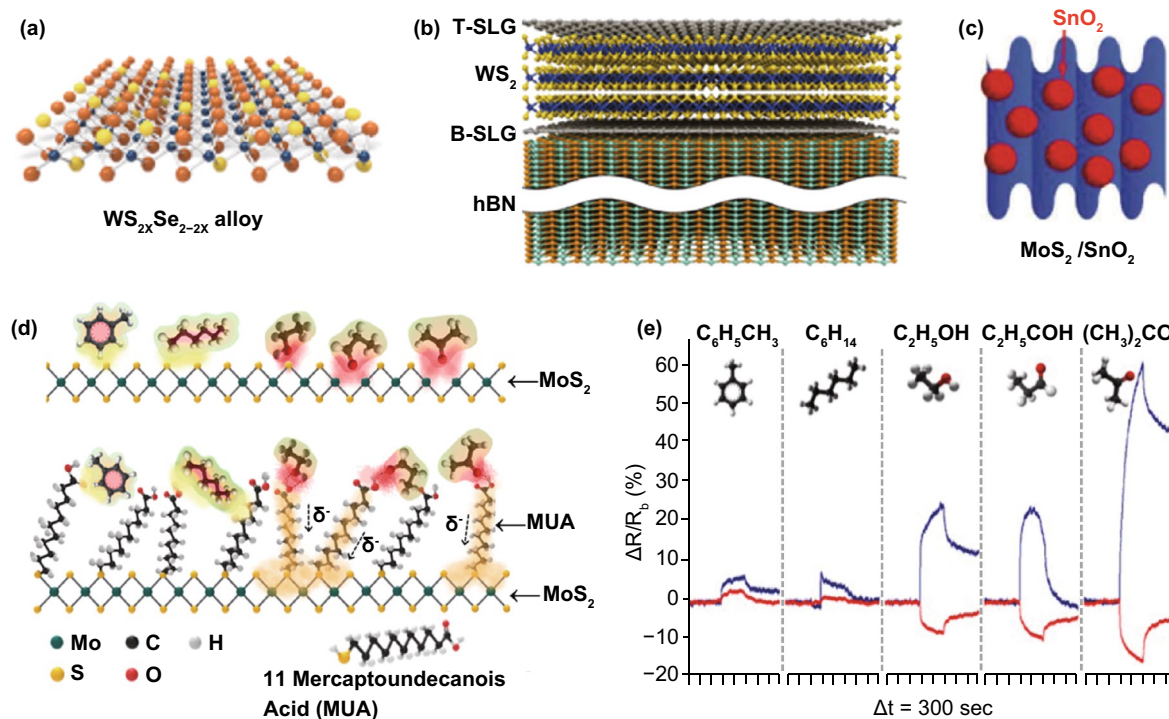 (a)
WS2XSe2−2X alloy
(b)
T-SLG
WS2
B-SLG
hBN
(c)
SnO2
MoS2 /SnO2
(d)
MoS2
δ-
δ-
δ-
MUA
MoS2
Mo
C
H
S
O
11 Mercaptoundecanois
Acid (MUA)
(e)
C6H5CH3
C6H14
C2H5OH
C2H5COH
(CH3)2CO
ΔR/Rb (%)
60
50
40
30
20
10
0
−10
−20
Δt = 300 sec